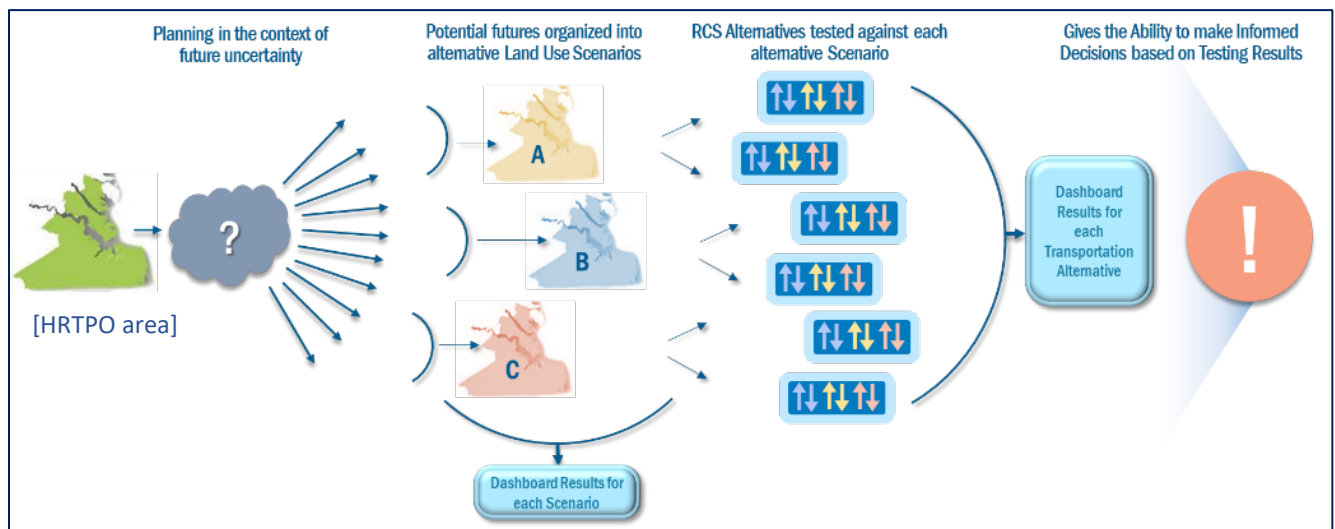 Planning in the context of
future uncertainty
Potential futures organized into
alternative Land Use Scenarios
RCS Alternatives tested against each
alternative Scenario
Gives the Ability to make Informed
Decisions based on Testing Results
?
[HRTPO area]
A
B
C
Dashboard Results for
each Scenario
Dashboard
Results for
each
Transportation
Alternative
!